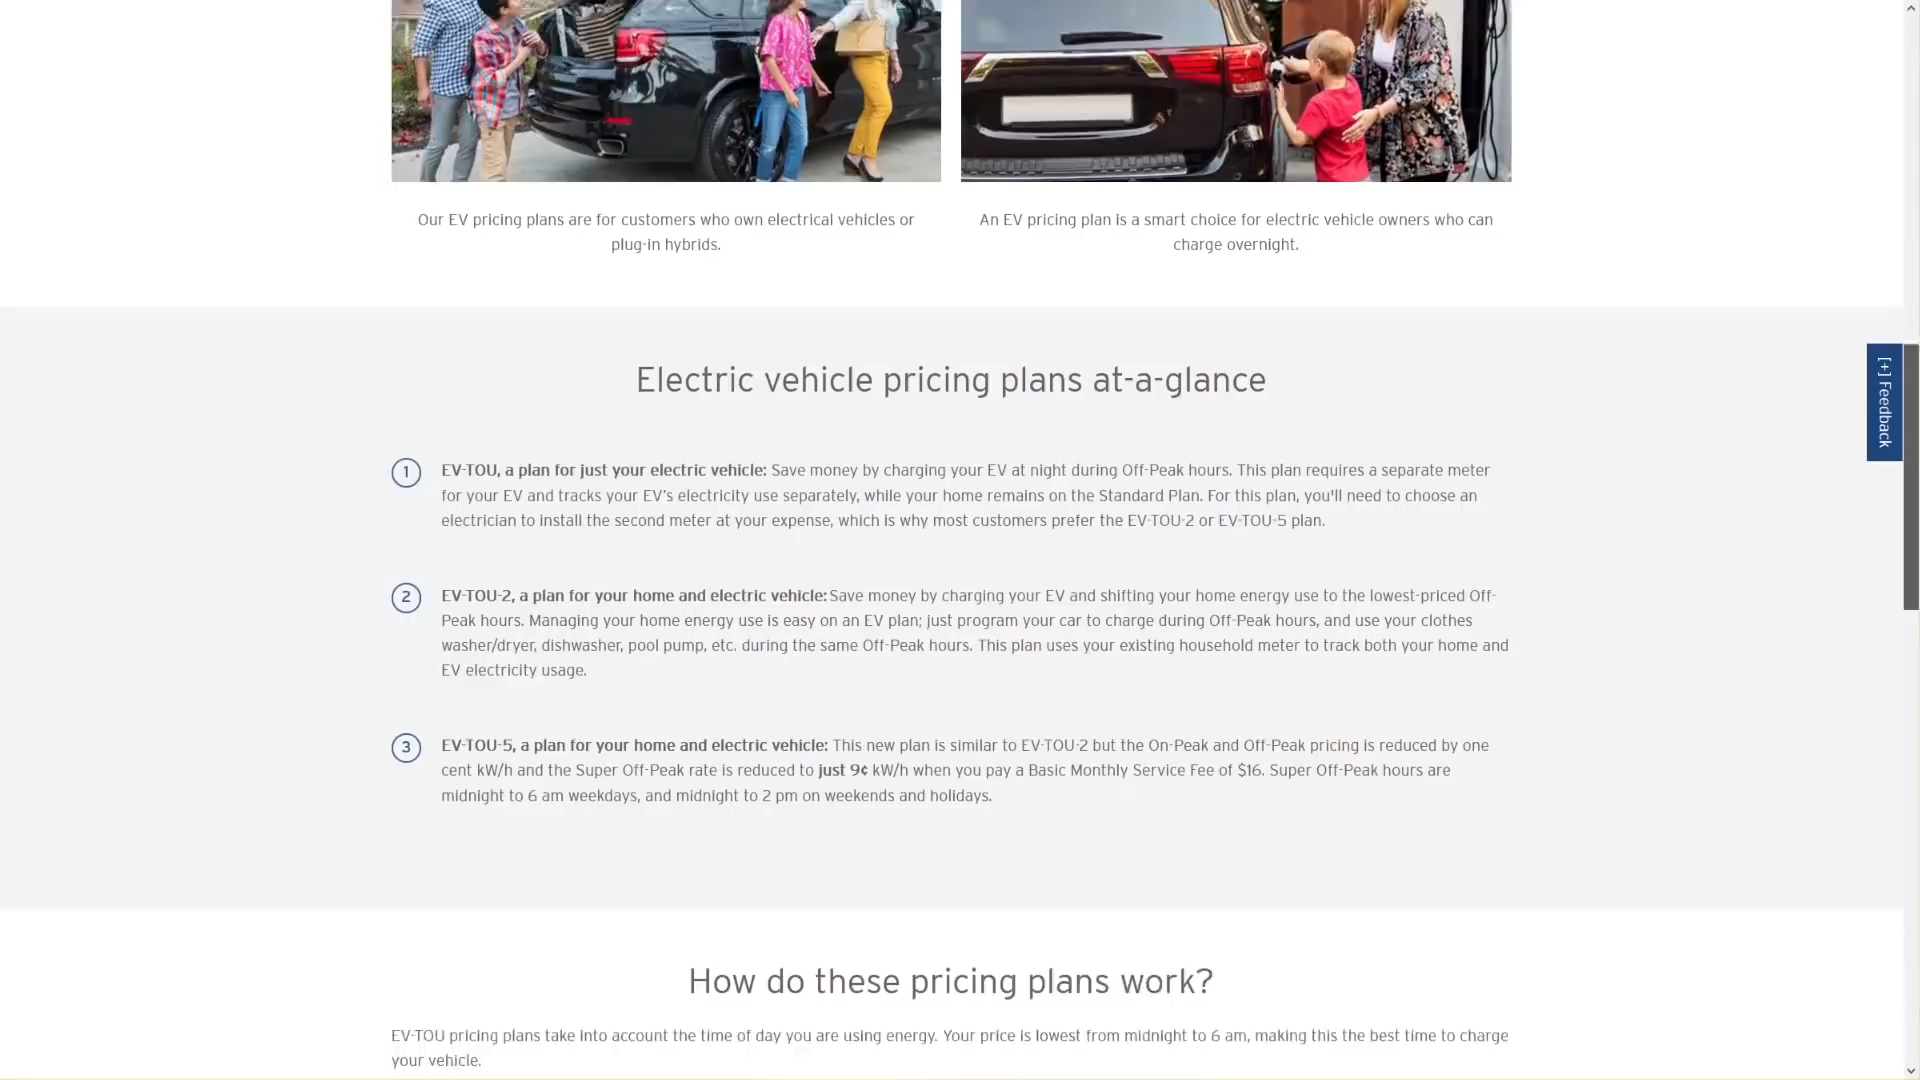 Our EV pricing plans are for customers who own electrical vehicles or
plug-in hybrids.
An EV pricing plan is a smart choice for electric vehicle owners who can
charge overnight.
[+] Feedback
Electric vehicle pricing plans at-a-glance
1 EV-TOU, a plan for just your electric vehicle: Save money by charging your EV at night during Off-Peak hours. This plan requires a separate meter
for your EV and tracks your EV’s electricity use separately, while your home remains on the Standard Plan. For this plan, you'll need to choose an
electrician to install the second meter at your expense, which is why most customers prefer the EV-TOU-2 or EV-TOU-5 plan.
2 EV-TOU-2, a plan for your home and electric vehicle: Save money by charging your EV and shifting your home energy use to the lowest-priced Off-
Peak hours. Managing your home energy use is easy on an EV plan; just program your car to charge during Off-Peak hours, and use your clothes
washer/dryer, dishwasher, pool pump, etc. during the same Off-Peak hours. This plan uses your existing household meter to track both your home and
EV electricity usage.
3 EV-TOU-5, a plan for your home and electric vehicle: This new plan is similar to EV-TOU-2 but the On-Peak and Off-Peak pricing is reduced by one
cent kW/h and the Super Off-Peak rate is reduced to just 9¢ kW/h when you pay a Basic Monthly Service Fee of $16. Super Off-Peak hours are
midnight to 6 am weekdays, and midnight to 2 pm on weekends and holidays.
How do these pricing plans work?
EV-TOU pricing plans take into account the time of day you are using energy. Your price is lowest from midnight to 6 am, making this the best time to charge
your vehicle.